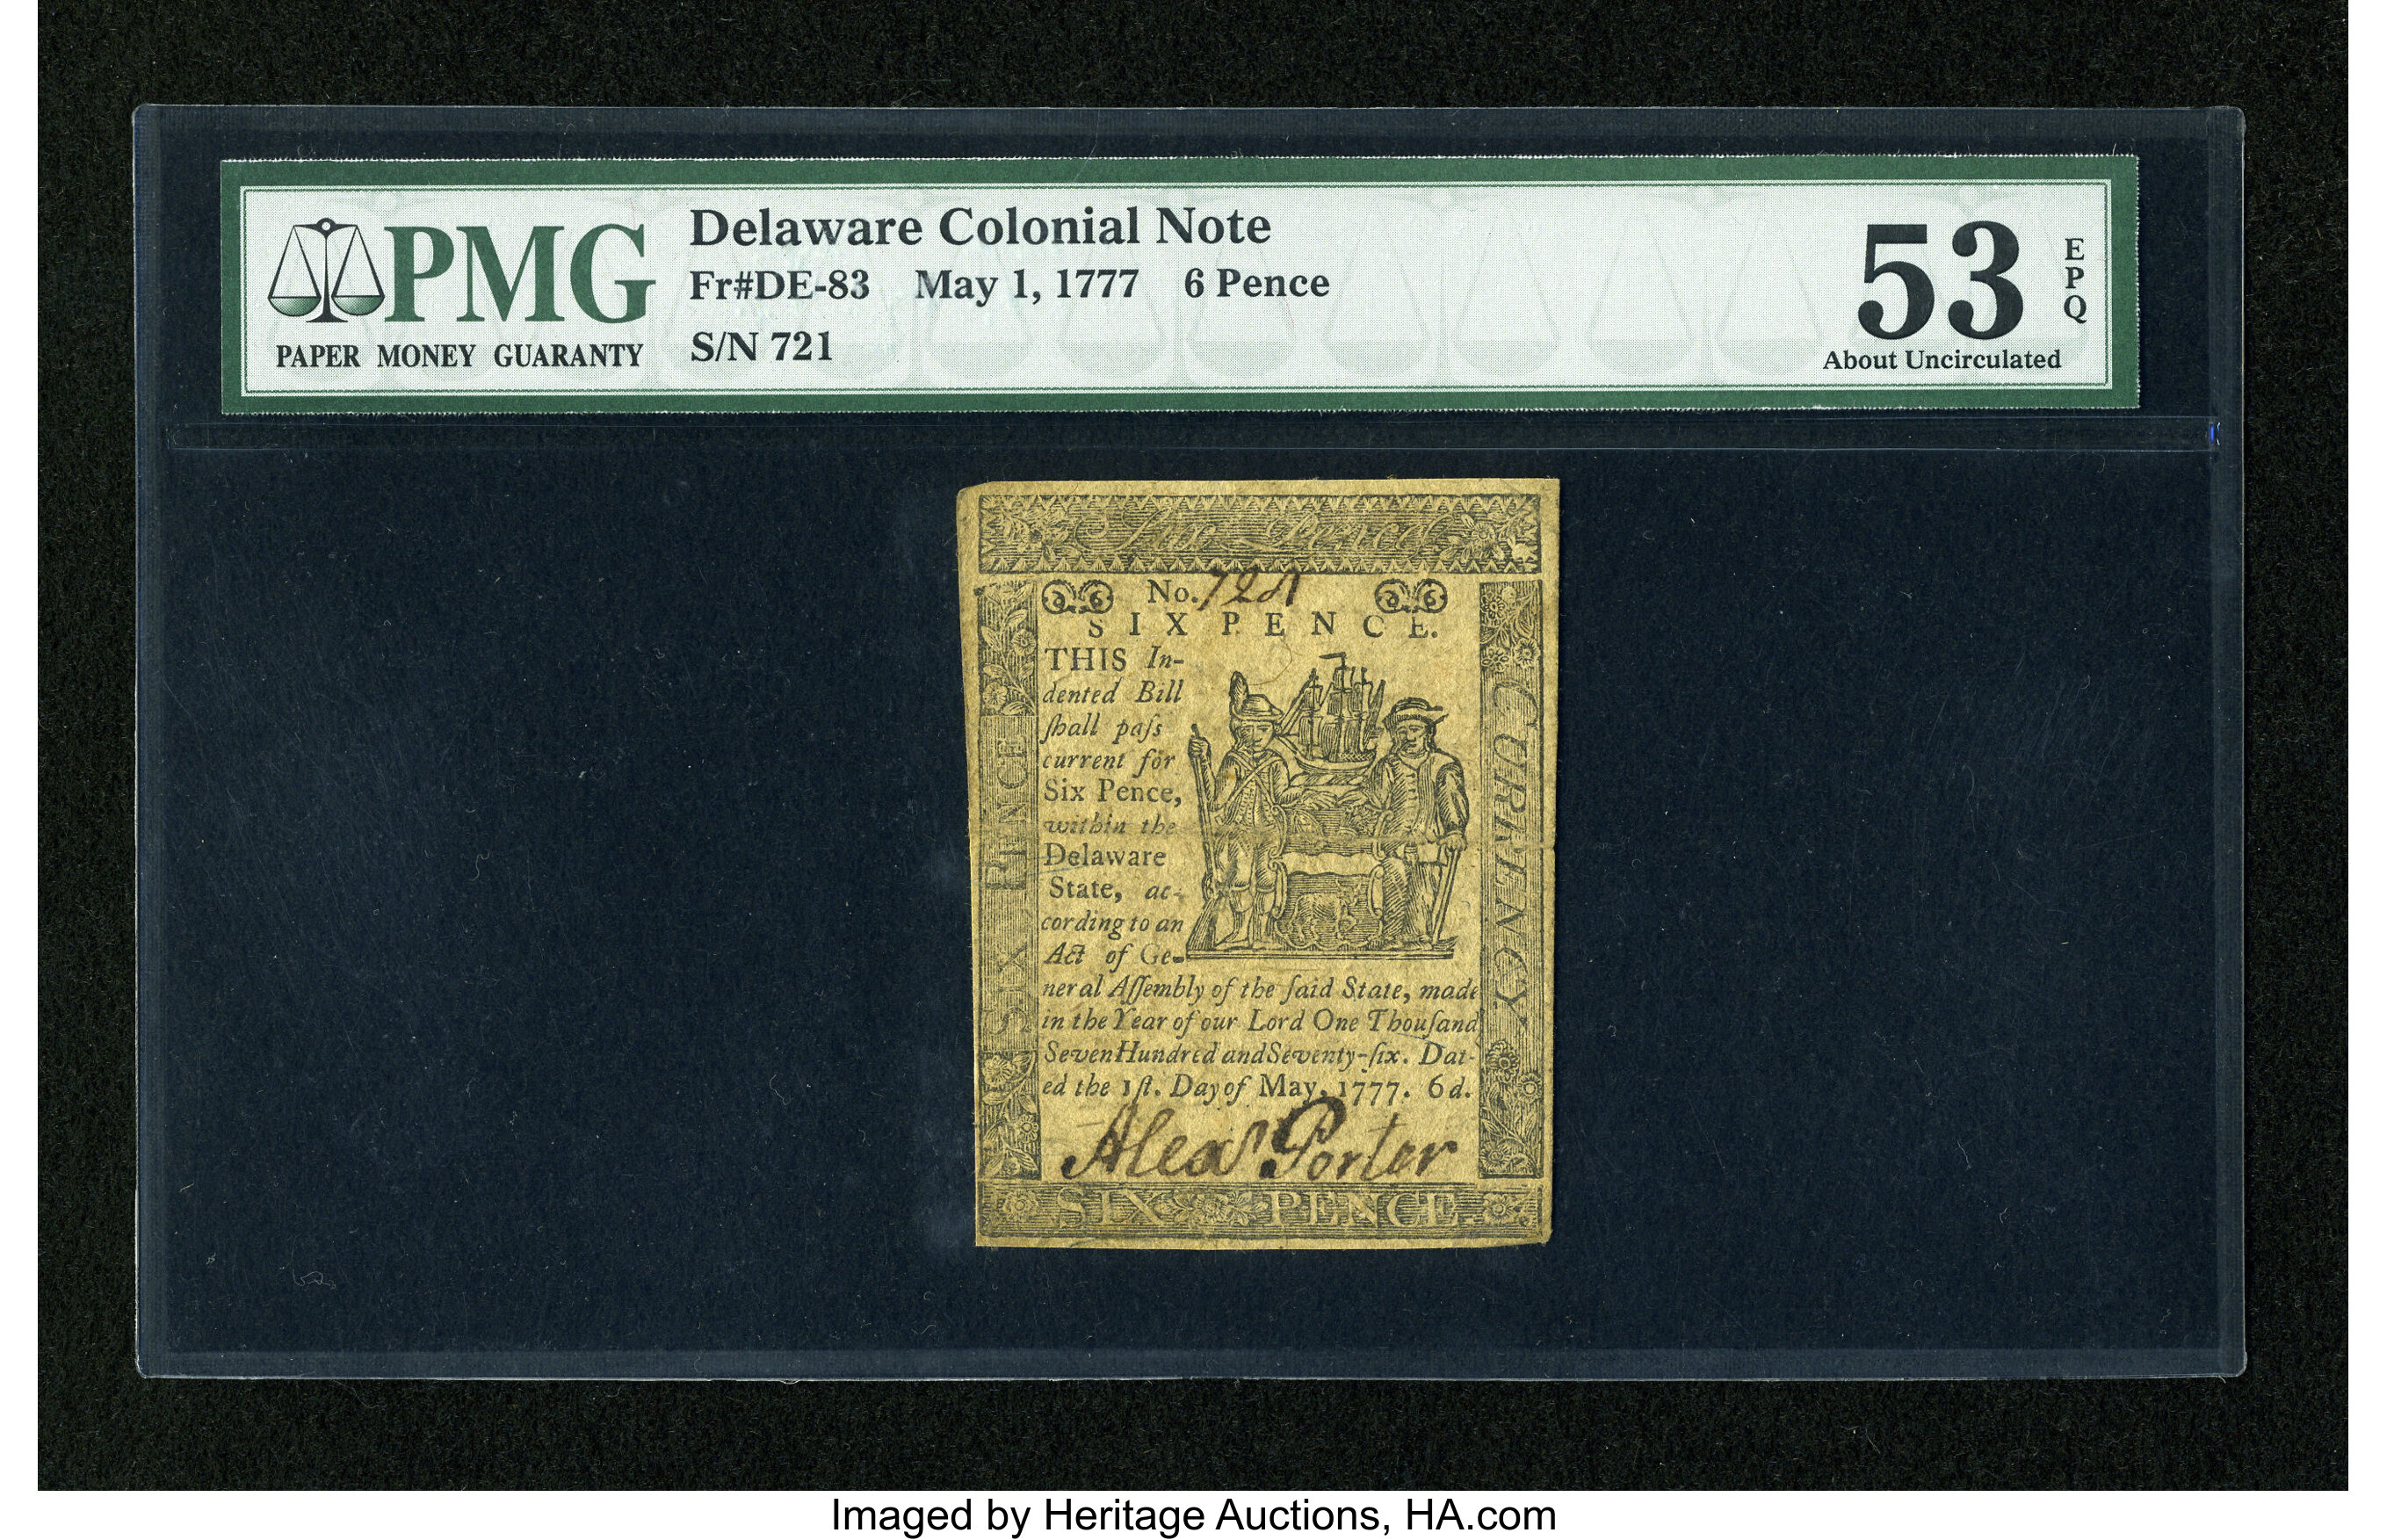 PMG
PAPER MONEY GUARANTY
Delaware Colonial Note
Fr#DE-83 May 1, 1777 6 Pence
S/N 721
53
EPQ
About Uncirculated
Six Pence
No. 721
SIX PENCE.
THIS In-
dented Bill
ſhall paſs
current for
Six Pence,
within the
Delaware
State, ac-
cording to an
Act of Ge-
neral Aſſembly of the ſaid State, made
in the Year of our Lord One Thouſand
Seven Hundred and Seventy-ſix. Dat-
ed the 1ſt. Day of May, 1777. 6d.
Alexr Porter
SIX PENCE
CURRENCY.
SIX PENCE.
Imaged by Heritage Auctions, HA.com